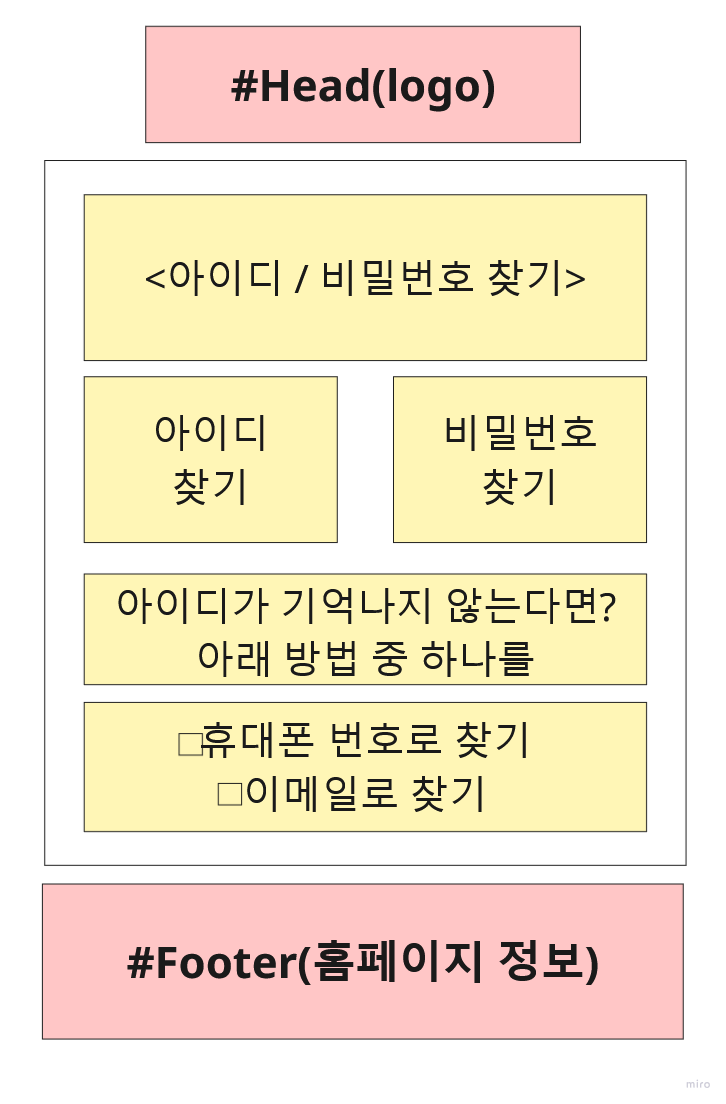 #Head(logo)
<아이디 / 비밀번호 찾기>
아이디
찾기
비밀번호
찾기
아이디가 기억나지 않는다면?
아래 방법 중 하나를
□휴대폰 번호로 찾기
□이메일로 찾기
#Footer(홈페이지 정보)
miro